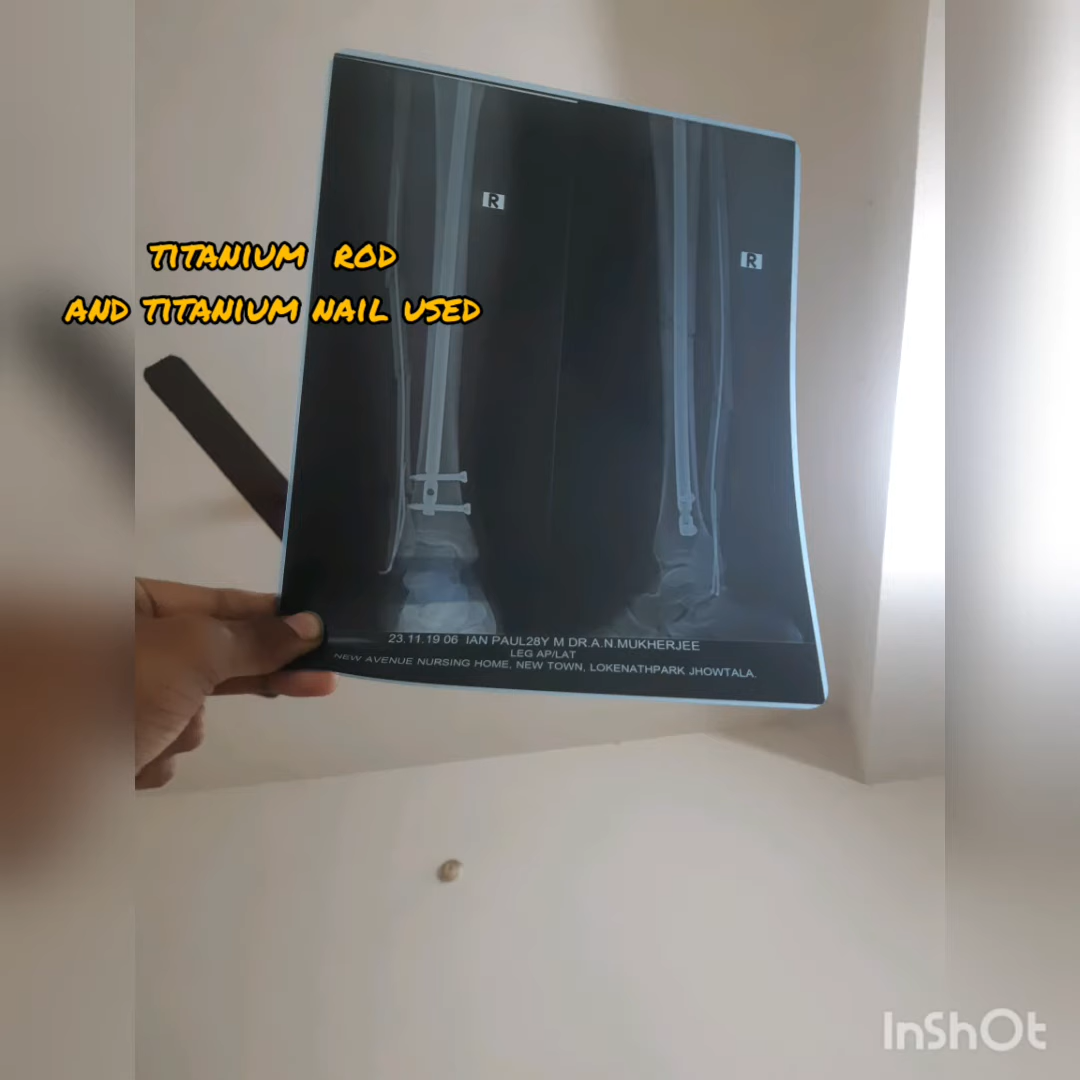 R
R
TITANIUM ROD
AND TITANIUM NAIL USED
23.11.19 06 IAN PAUL28Y M DR.A.N.MUKHERJEE
LEG AP/LAT
NEW AVENUE NURSING HOME, NEW TOWN, LOKENATHPARK JHOWTALA.
InShOt